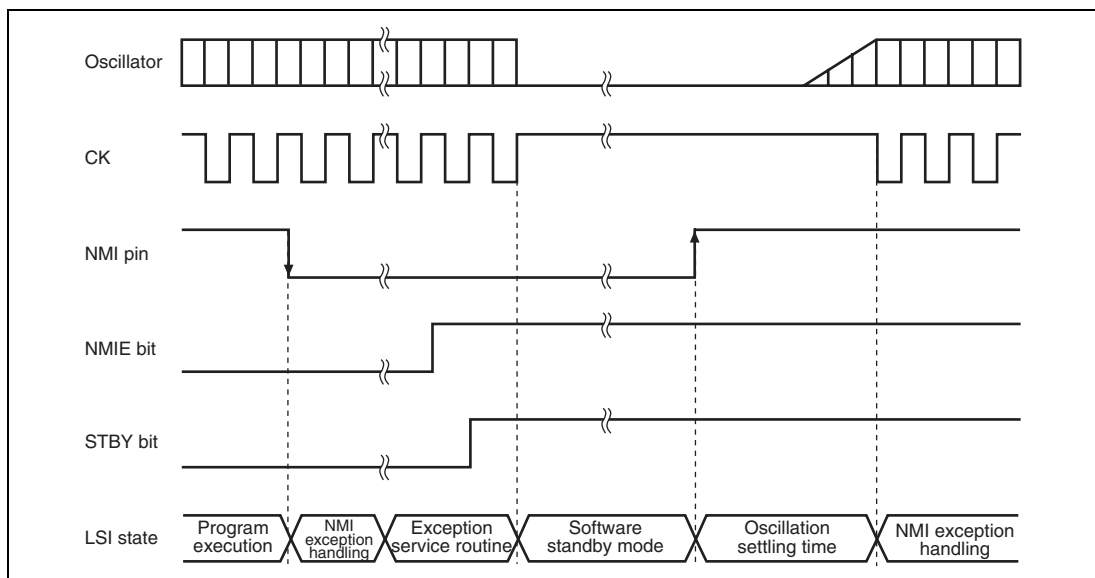 Oscillator
CK
NMI pin
NMIE bit
STBY bit
LSI state
Program
execution
NMI
exception
handling
Exception
service routine
Software
standby mode
Oscillation
settling time
NMI exception
handling